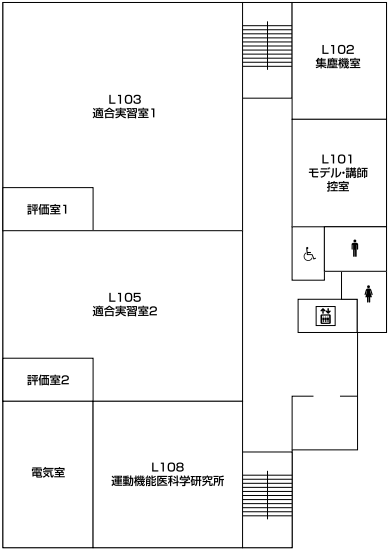 L102
集塵機室
L103
適合実習室1
L101
モデル・講師
控室
評価室1
L105
適合実習室2
評価室2
電気室
L108
運動機能医科学研究所